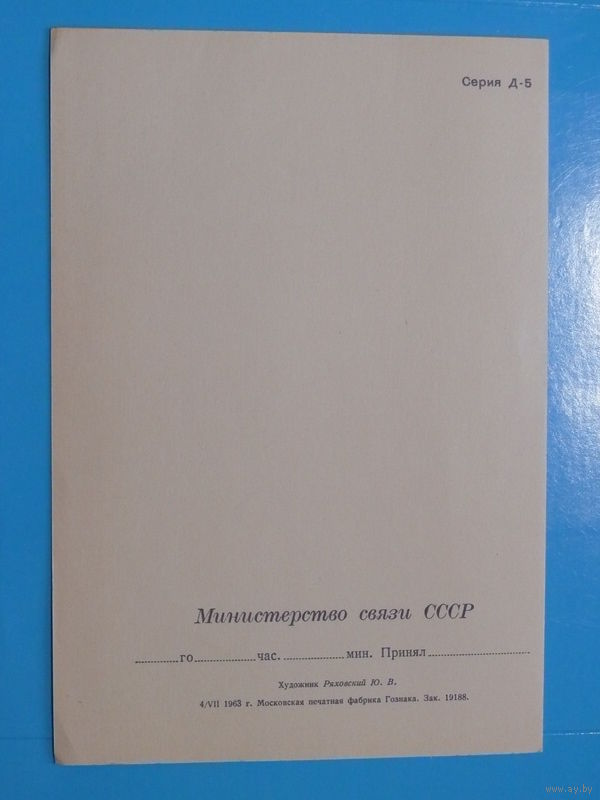 Серия Д-5
Министерство связи СССР
..........го..........час...........мин. Принял..................
Художник Ряховский Ю. В.
4/VII 1963 г. Московская печатная фабрика Гознака. Зак. 19188.
www.ay.by